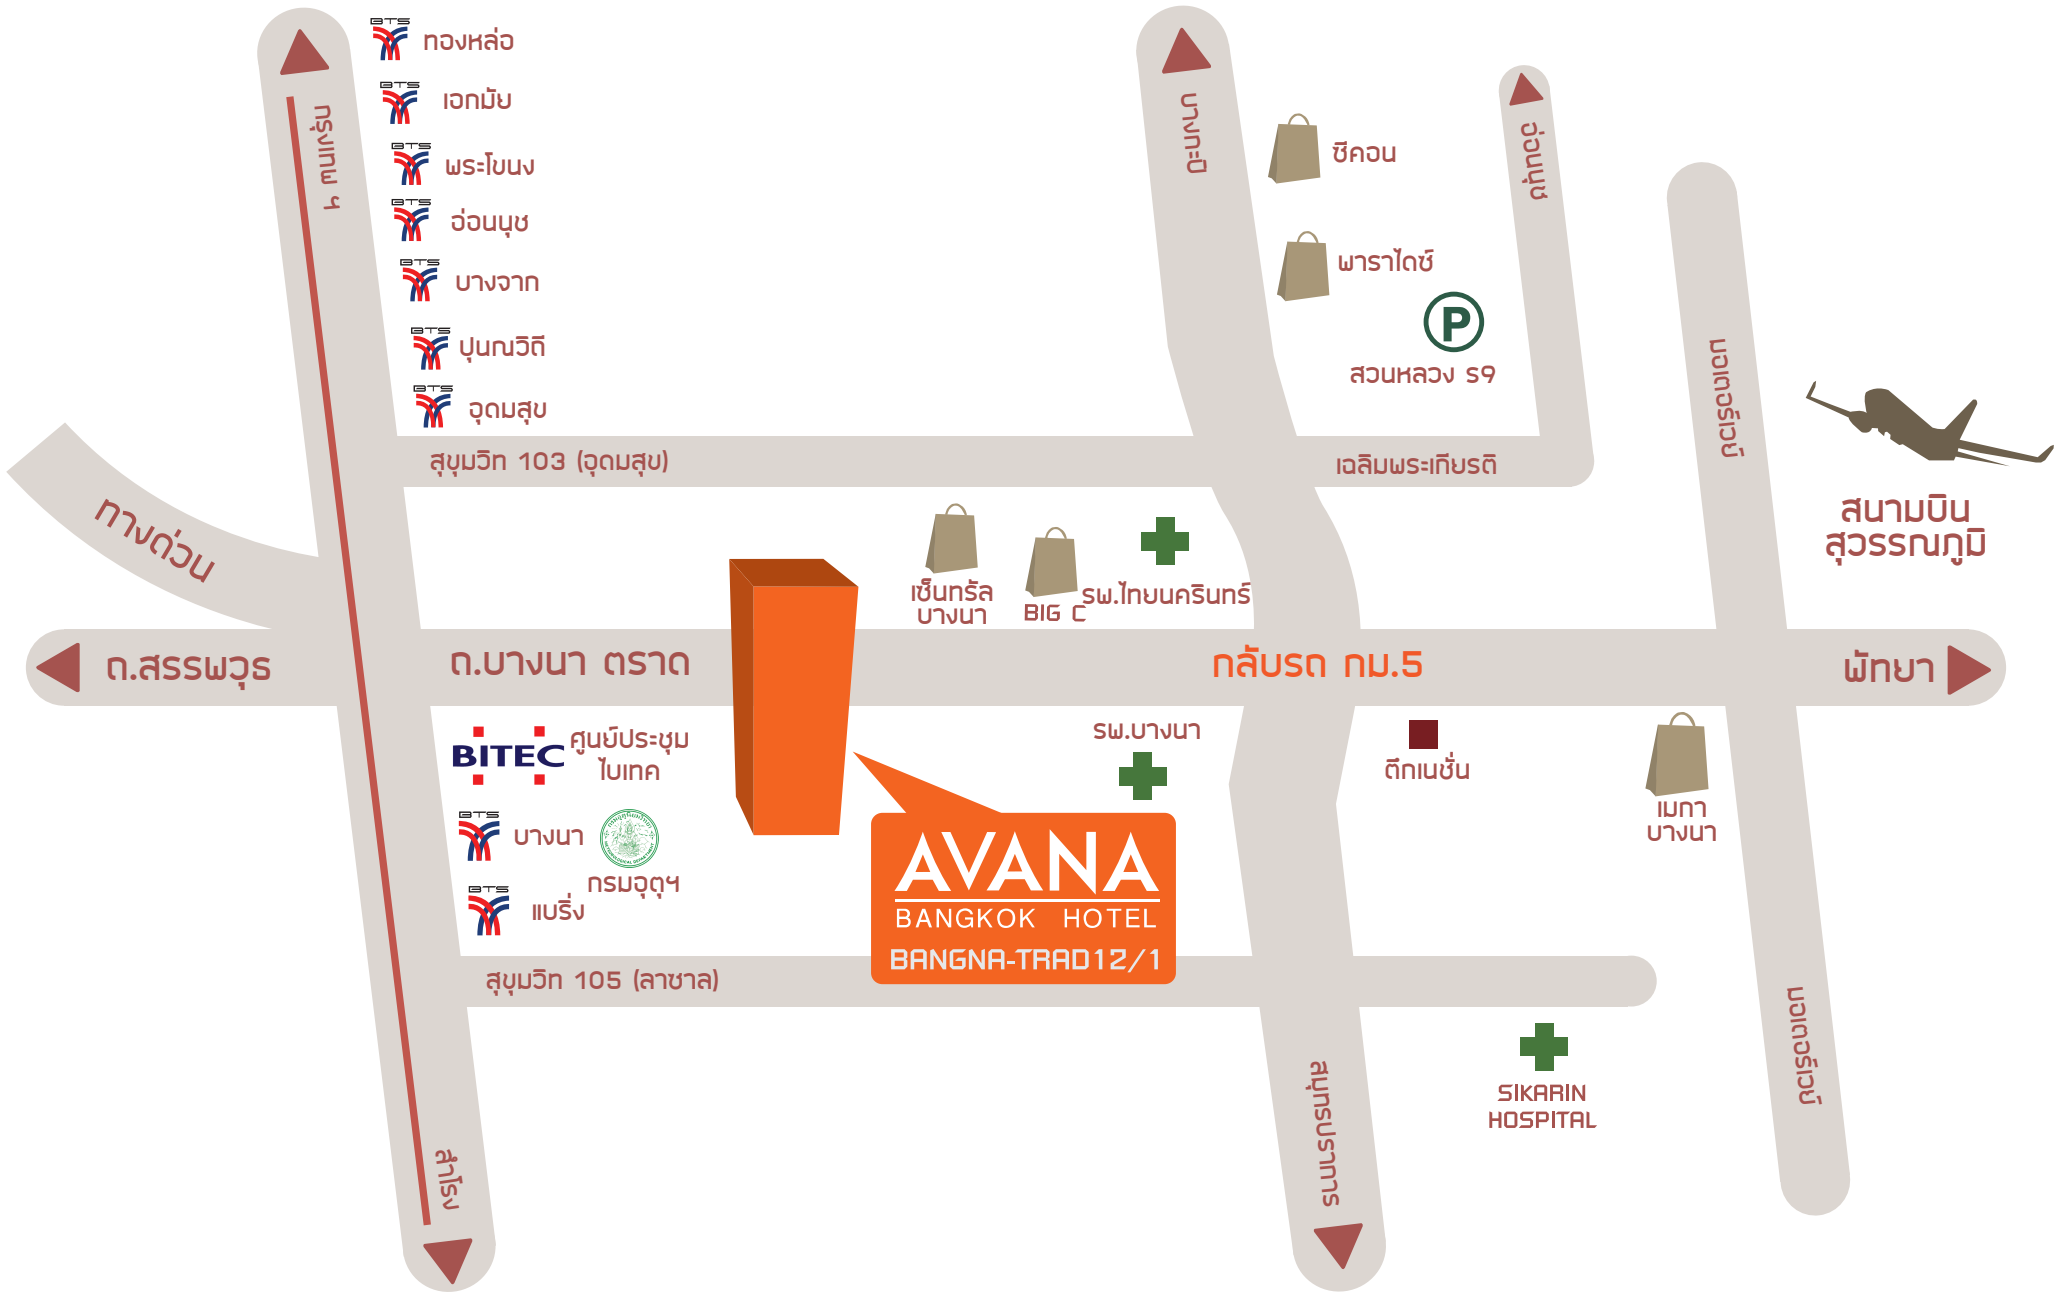 BTS ทองหล่อ
BTS เอกมัย
BTS พระโขนง
BTS อ่อนนุช
BTS บางจาก
BTS ปุณณวิถี
BTS อุดมสุข
กรุงเทพ ฯ
บางกะปิ
ซีคอน
พาราไดซ์
P
สวนหลวง ร9
อ่อนนุช
มอเตอร์เวย์
สนามบิน
สุวรรณภูมิ
สุขุมวิท 103 (อุดมสุข)
เฉลิมพระเกียรติ
ทางด่วน
เซ็นทรัล
บางนา
BIG C
รพ.ไทยนครินทร์
ถ.สรรพวุธ
ถ.บางนา ตราด
กลับรถ กม.5
พัทยา
BITEC
ศูนย์ประชุม
ไบเทค
BTS บางนา
กรมอุตุฯ
BTS แบริ่ง
รพ.บางนา
ตึกเนชั่น
เมกา
บางนา
AVANA
BANGKOK HOTEL
BANGNA-TRAD12/1
สุขุมวิท 105 (ลาซาล)
มอเตอร์เวย์
SIKARIN
HOSPITAL
สำโรง
สมุทรปราการ